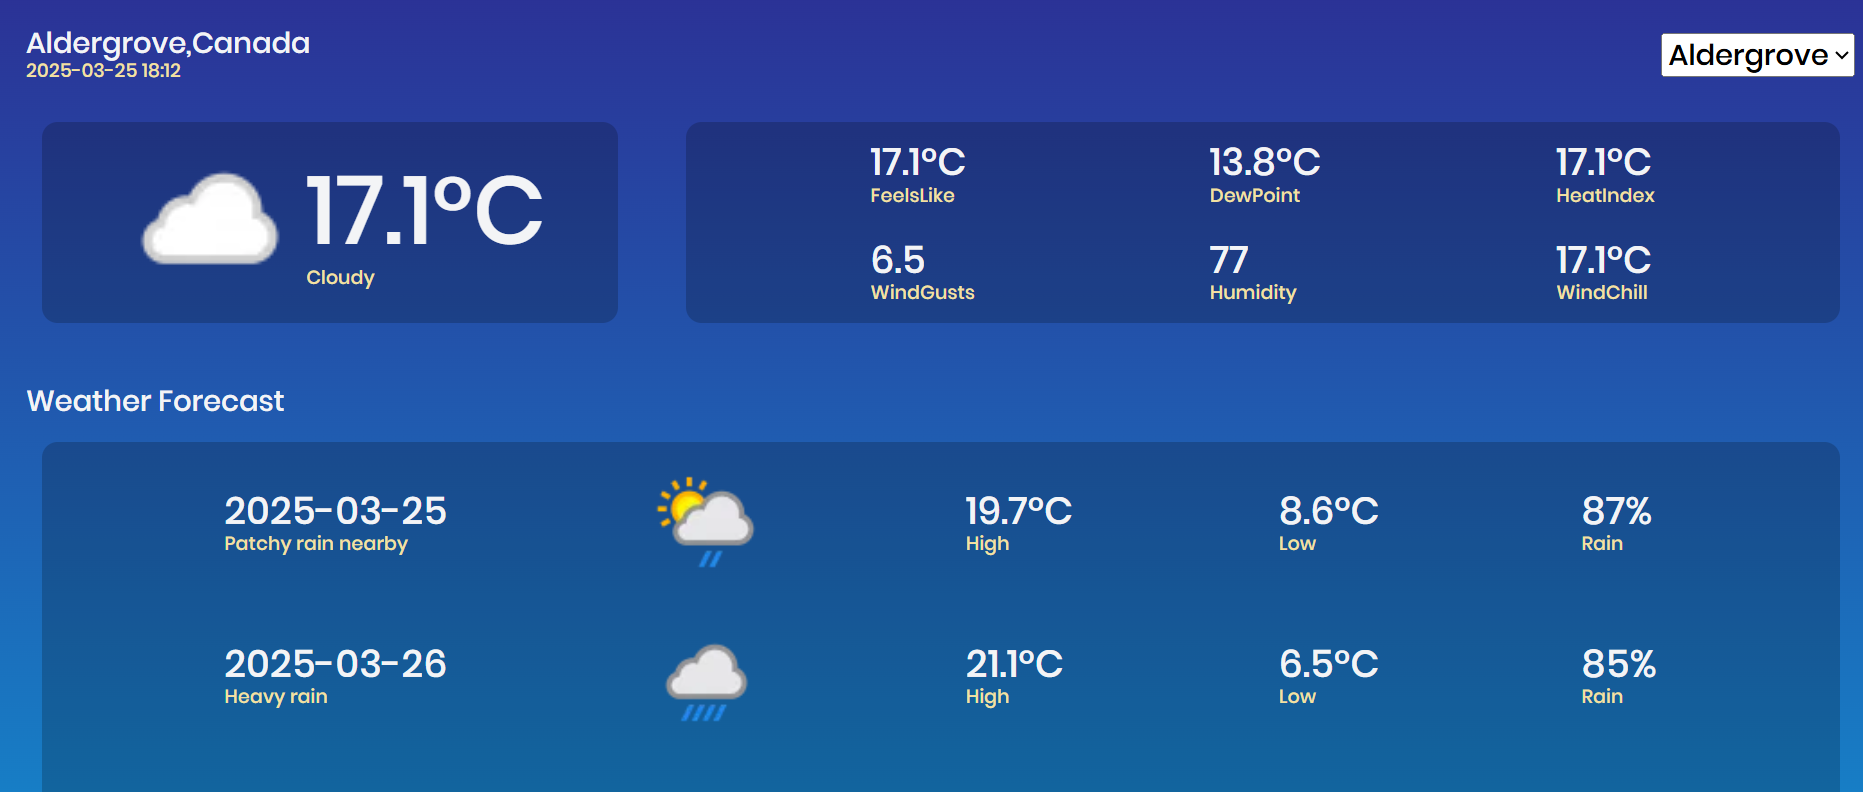 Aldergrove,Canada
2025-03-25 18:12
Aldergrove
17.1°C
Cloudy
17.1°C 13.8°C 17.1°C
FeelsLike DewPoint HeatIndex
6.5 77 17.1°C
WindGusts Humidity WindChill
Weather Forecast
2025-03-25 19.7°C 8.6°C 87%
Patchy rain nearby High Low Rain
2025-03-26 21.1°C 6.5°C 85%
Heavy rain High Low Rain